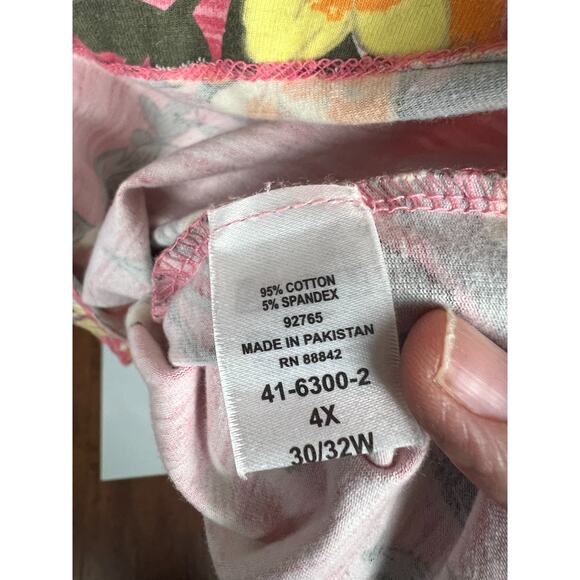 95% COTTON
5% SPANDEX
92765
MADE IN PAKISTAN
RN 88842
41-6300-2
4X
30/32W